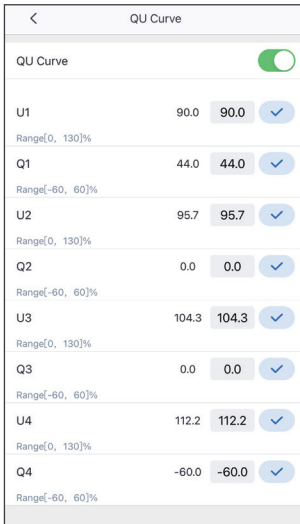 QU Curve
QU Curve
U1 90.0 90.0
Range[0, 130]%
Q1 44.0 44.0
Range[-60, 60]%
U2 95.7 95.7
Range[0, 130]%
Q2 0.0 0.0
Range[-60, 60]%
U3 104.3 104.3
Range[0, 130]%
Q3 0.0 0.0
Range[-60, 60]%
U4 112.2 112.2
Range[0, 130]%
Q4 -60.0 -60.0
Range[-60, 60]%